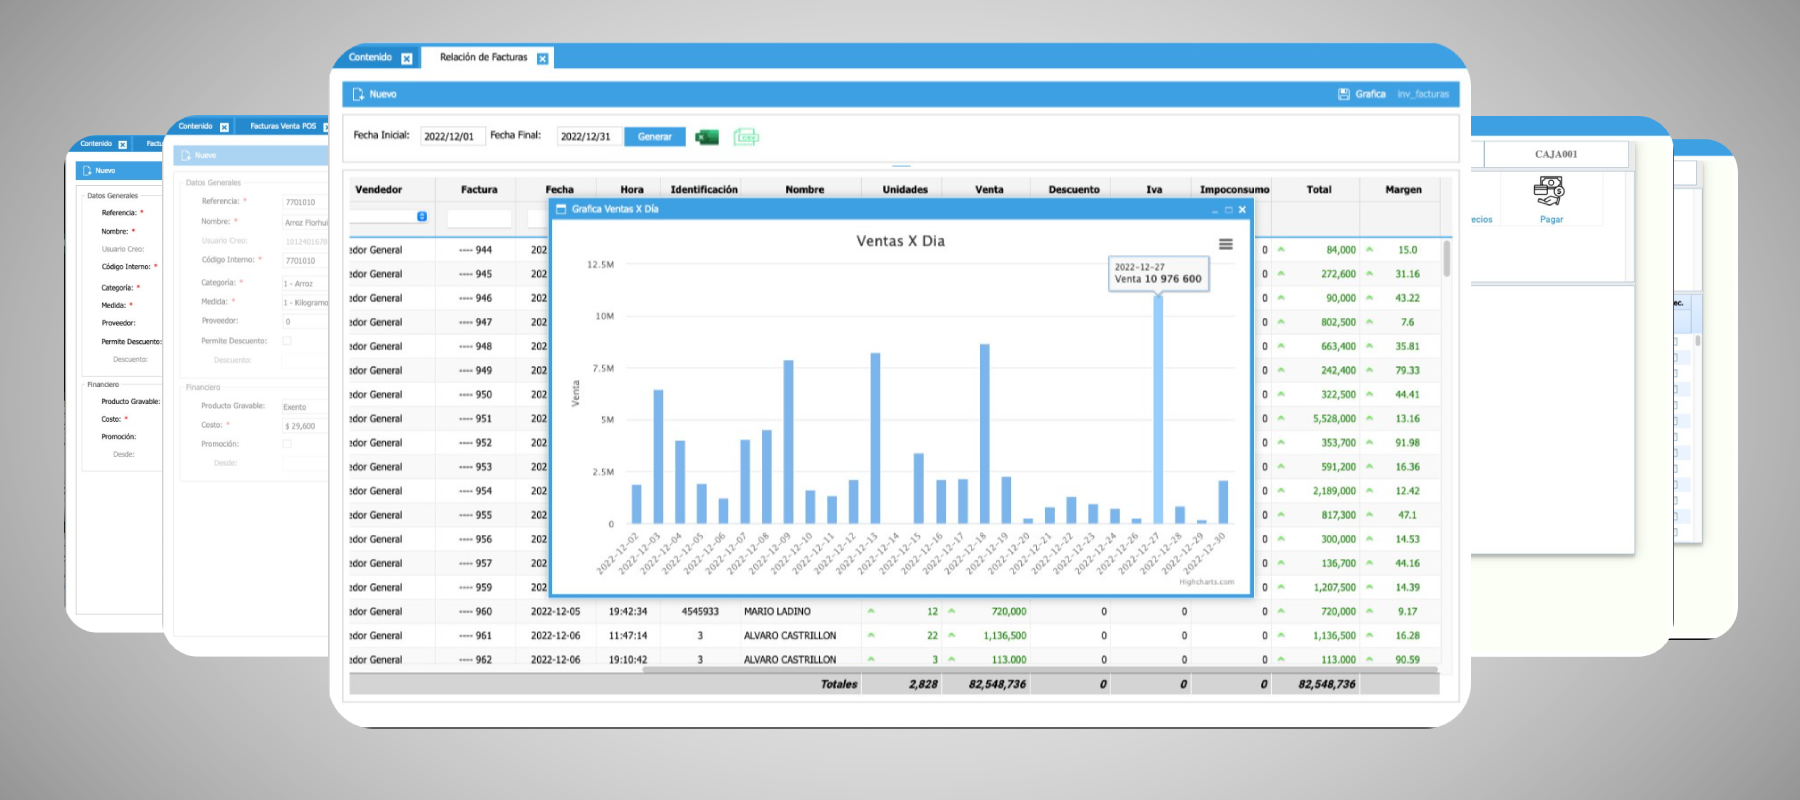 Contenido
Relación de Facturas
Nuevo
Grafica inv_facturas
Fecha Inicial: 2022/12/01 Fecha Final: 2022/12/31 Generar
Vendedor Factura Fecha Hora Identificación Nombre Unidades Venta Descuento Iva Impoconsumo Total Margen
Grafica Ventas X Día
Ventas X Dia
2022-12-27
Venta 10 976 600
12.5M
10M
7.5M
5M
2.5M
0
Venta
2022-12-02
2022-12-03
2022-12-04
2022-12-05
2022-12-06
2022-12-07
2022-12-08
2022-12-09
2022-12-10
2022-12-11
2022-12-12
2022-12-13
2022-12-14
2022-12-15
2022-12-16
2022-12-17
2022-12-18
2022-12-19
2022-12-20
2022-12-21
2022-12-22
2022-12-23
2022-12-24
2022-12-26
2022-12-27
2022-12-28
2022-12-29
2022-12-30
Highcharts.com
edor General ---- 944 202 0 84,000 15.0
edor General ---- 945 202 0 272,600 31.16
edor General ---- 946 202 0 90,000 43.22
edor General ---- 947 202 0 802,500 7.6
edor General ---- 948 202 0 663,400 35.81
edor General ---- 949 202 0 242,400 79.33
edor General ---- 950 202 0 322,500 44.41
edor General ---- 951 202 0 5,528,000 13.16
edor General ---- 952 202 0 353,700 91.98
edor General ---- 953 202 0 591,200 16.36
edor General ---- 954 202 0 2,189,000 12.42
edor General ---- 955 202 0 817,300 47.1
edor General ---- 956 202 0 300,000 14.53
edor General ---- 957 202 0 136,700 44.16
edor General ---- 959 202 0 1,207,500 14.39
edor General ---- 960 2022-12-05 19:42:34 4545933 MARIO LADINO 12 720,000 0 0 0 720,000 9.17
edor General ---- 961 2022-12-06 11:47:14 3 ALVARO CASTRILLON 22 1,136,500 0 0 0 1,136,500 16.28
edor General ---- 962 2022-12-06 19:10:42 3 ALVARO CASTRILLON 3 113.000 0 0 0 113.000 90.59
Totales 2,828 82,548,736 0 0 0 82,548,736
Contenido Facturas Venta POS
Nuevo
Datos Generales
Referencia: * 7701010
Nombre: * Arroz Florhui
Usuario Creo: 1012401678
Código Interno: * 7701010
Categoría: * 1 - Arroz
Medida: * 1 - Kilogramo
Proveedor: 0
Permite Descuento:
Descuento:
Financiero
Producto Gravable: Exento
Costo: * $ 29,600
Promoción:
Desde:
Contenido Factu
Nuevo
Datos Generales
Referencia: *
Nombre: *
Usuario Creo:
Código Interno: *
Categoría: *
Medida: *
Proveedor:
Permite Descuento:
Descuento:
Financiero
Producto Gravable:
Costo: *
Promoción:
Desde:
CAJA001
ecios Pagar
ec.